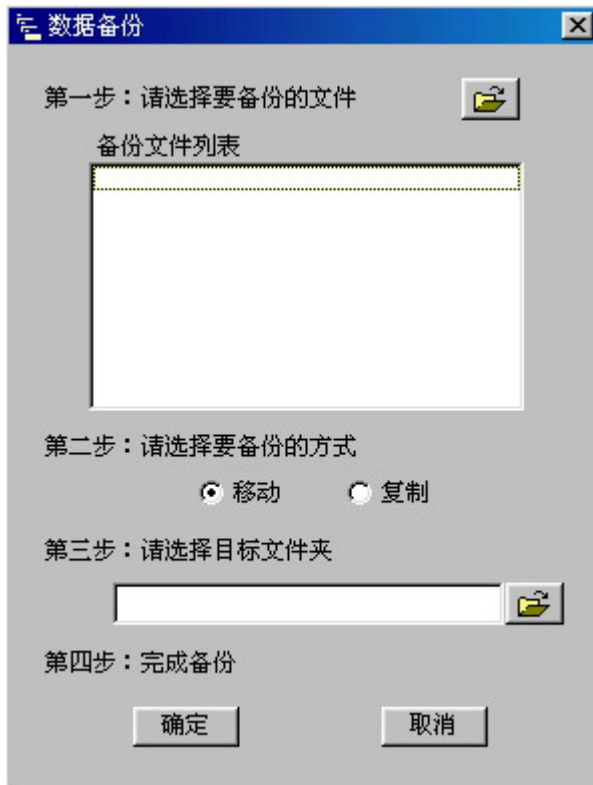 数据备份
第一步：请选择要备份的文件
备份文件列表
第二步：请选择要备份的方式
移动 复制
第三步：请选择目标文件夹
第四步：完成备份
确定 取消